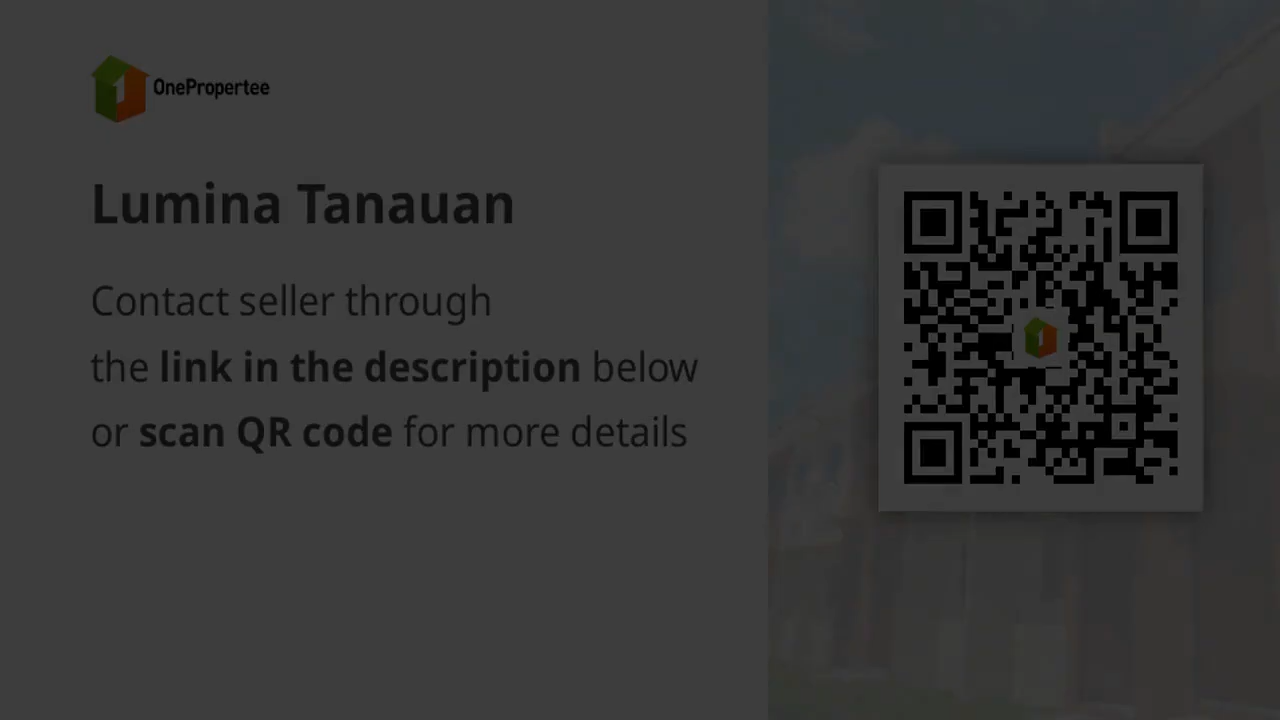 OnePropertee
Lumina Tanauan
Contact seller through
the link in the description below
or scan QR code for more details